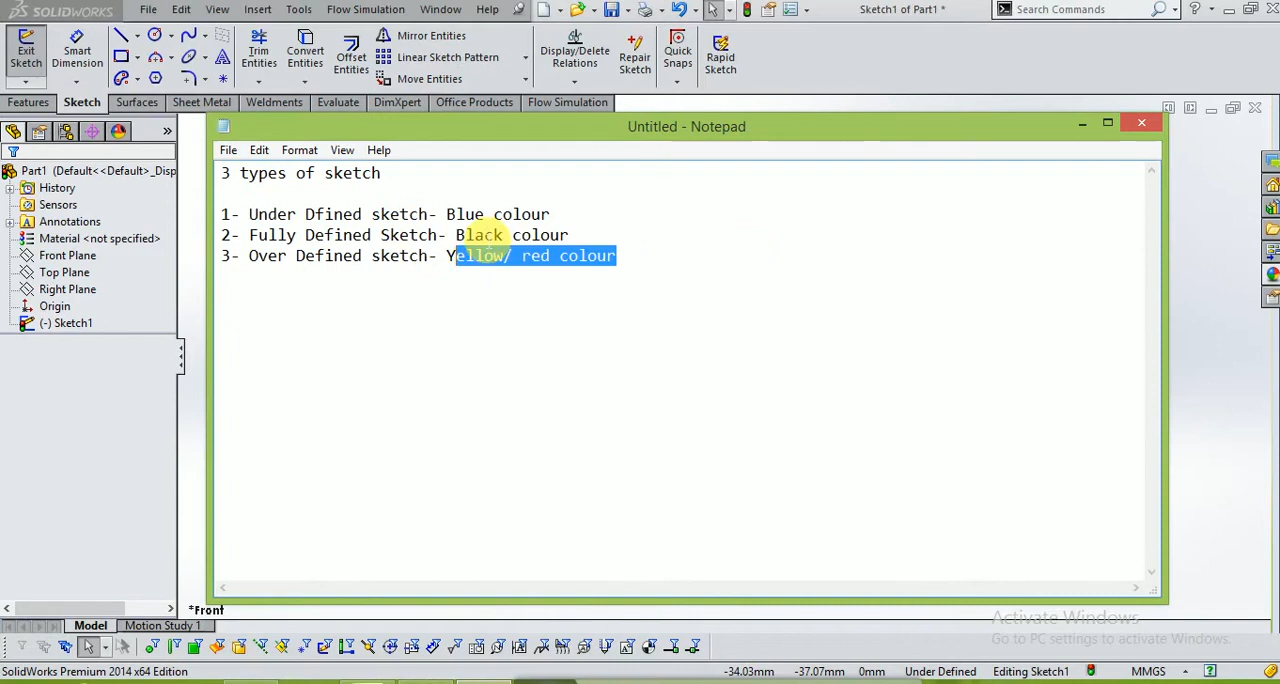 SOLIDWORKS
File Edit View Insert Tools Flow Simulation Window Help
Sketch1 of Part1 *
Search Commands
Exit Sketch
Smart Dimension
Trim Entities
Convert Entities
Offset Entities
Mirror Entities
Linear Sketch Pattern
Move Entities
Display/Delete Relations
Repair Sketch
Quick Snaps
Rapid Sketch
Features Sketch Surfaces Sheet Metal Weldments Evaluate DimXpert Office Products Flow Simulation
Part1 (Default<<Default>_Disp
History
Sensors
Annotations
Material <not specified>
Front Plane
Top Plane
Right Plane
Origin
(-) Sketch1
Untitled - Notepad
File Edit Format View Help
3 types of sketch
1- Under Dfined sketch- Blue colour
2- Fully Defined Sketch- Black colour
3- Over Defined sketch- Yellow/ red colour
*Front
Activate Windows
Go to PC settings to activate Windows.
Model Motion Study 1
SolidWorks Premium 2014 x64 Edition
-34.03mm -37.07mm 0mm Under Defined Editing Sketch1 MMGS